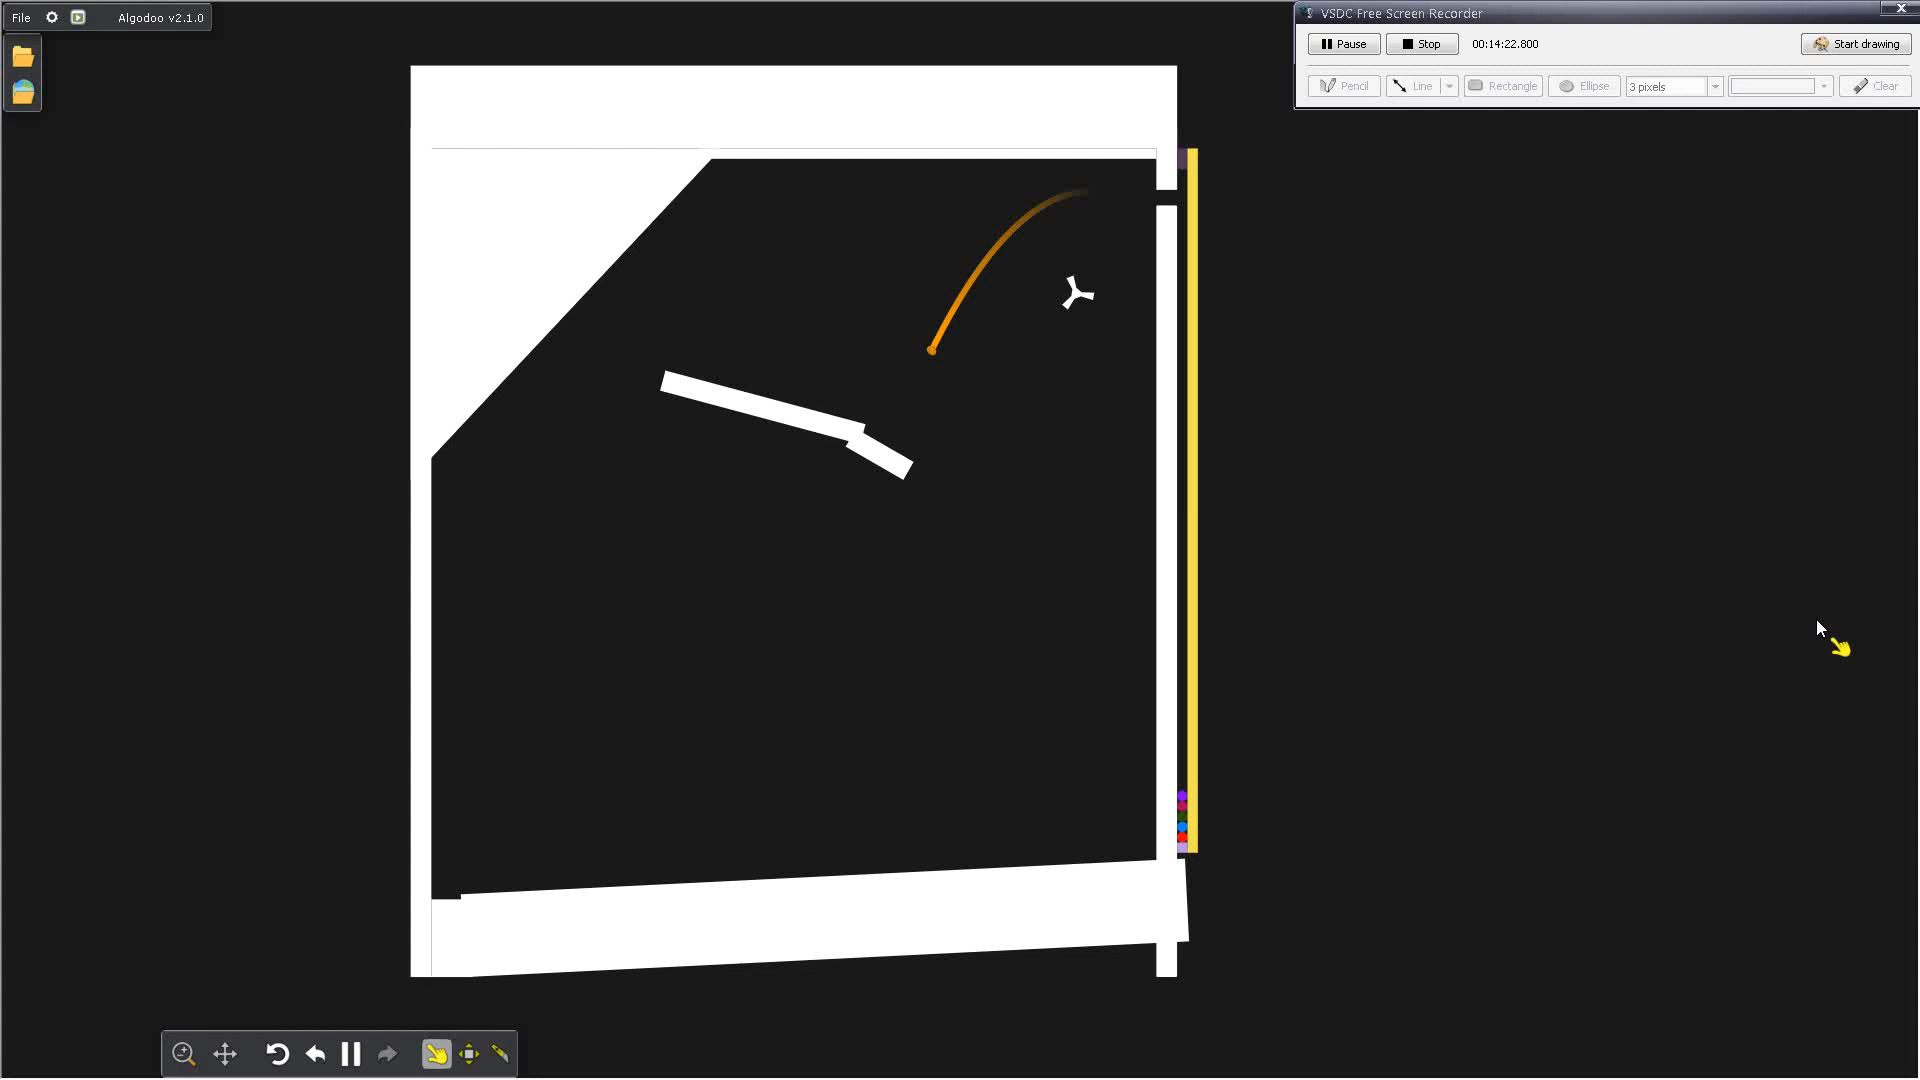 File
Algodoo v2.1.0
VSDC Free Screen Recorder
Pause
Stop
00:14:22.800
Start drawing
Pencil
Line
Rectangle
Ellipse
3 pixels
Clear